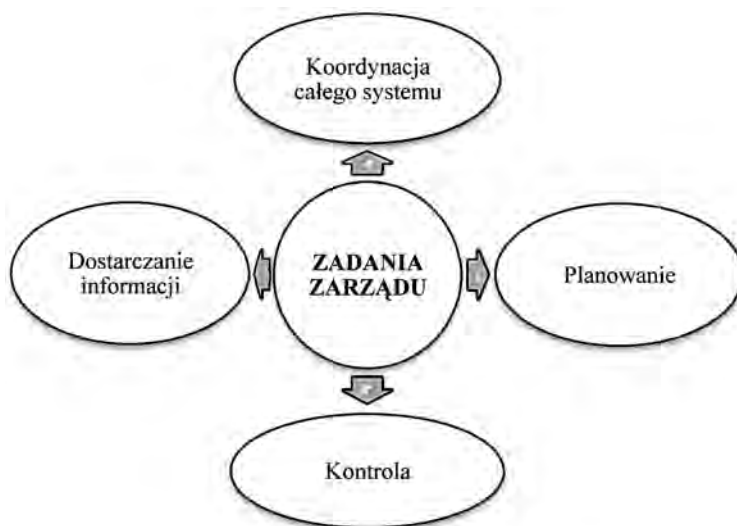 Koordynacja
całego systemu
Dostarczanie
informacji
ZADANIA
ZARZĄDU
Planowanie
Kontrola